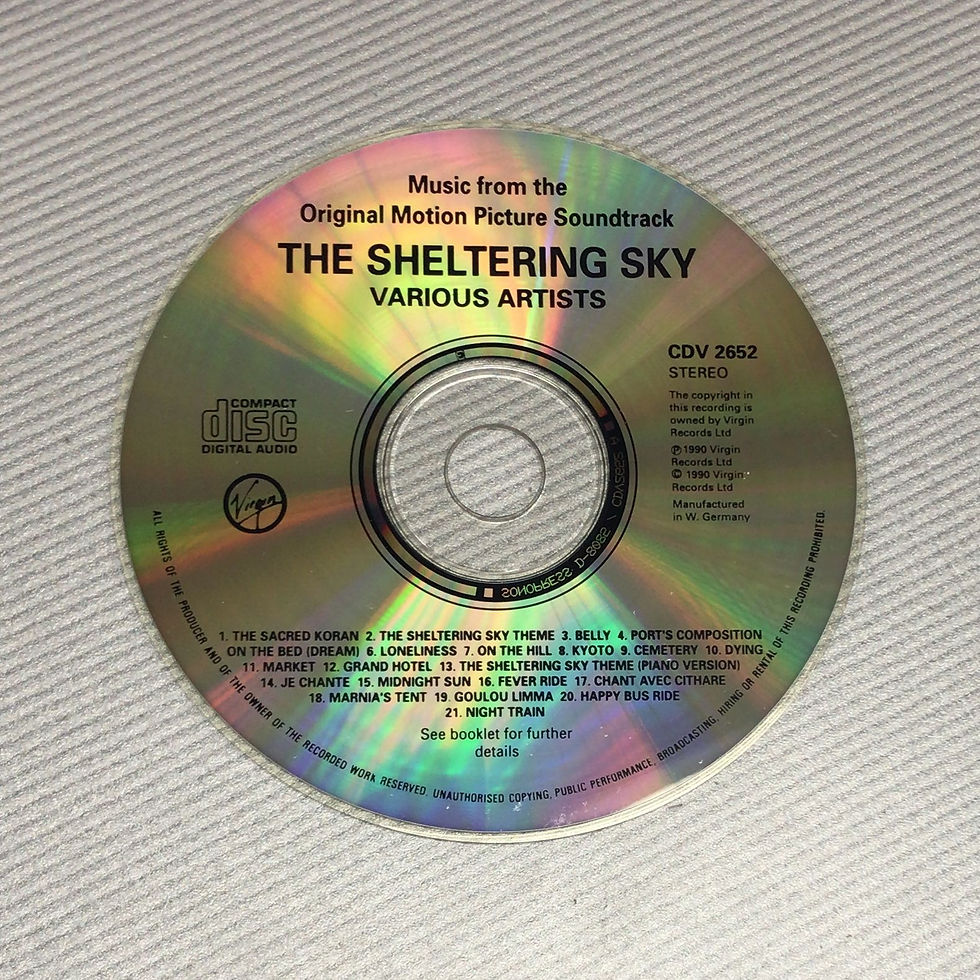 Music from the
Original Motion Picture Soundtrack
THE SHELTERING SKY
VARIOUS ARTISTS
CDV 2652
STEREO
The copyright in
this recording is
owned by Virgin
Records Ltd
℗ 1990 Virgin
Records Ltd
© 1990 Virgin
Records Ltd
Manufactured
in W. Germany
COMPACT
disc
DIGITAL AUDIO
Virgin
SONOPRESS D-8085 / CDV2652 A
1. THE SACRED KORAN 2. THE SHELTERING SKY THEME 3. BELLY 4. PORT'S COMPOSITION
ON THE BED (DREAM) 6. LONELINESS 7. ON THE HILL 8. KYOTO 9. CEMETERY 10. DYING
11. MARKET 12. GRAND HOTEL 13. THE SHELTERING SKY THEME (PIANO VERSION)
14. JE CHANTE 15. MIDNIGHT SUN 16. FEVER RIDE 17. CHANT AVEC CITHARE
18. MARNIA'S TENT 19. GOULOU LIMMA 20. HAPPY BUS RIDE
21. NIGHT TRAIN
See booklet for further
details
ALL RIGHTS OF THE PRODUCER AND OF THE OWNER OF THE RECORDED WORK RESERVED. UNAUTHORISED COPYING, PUBLIC PERFORMANCE, BROADCASTING, HIRING OR RENTAL OF THIS RECORDING PROHIBITED.